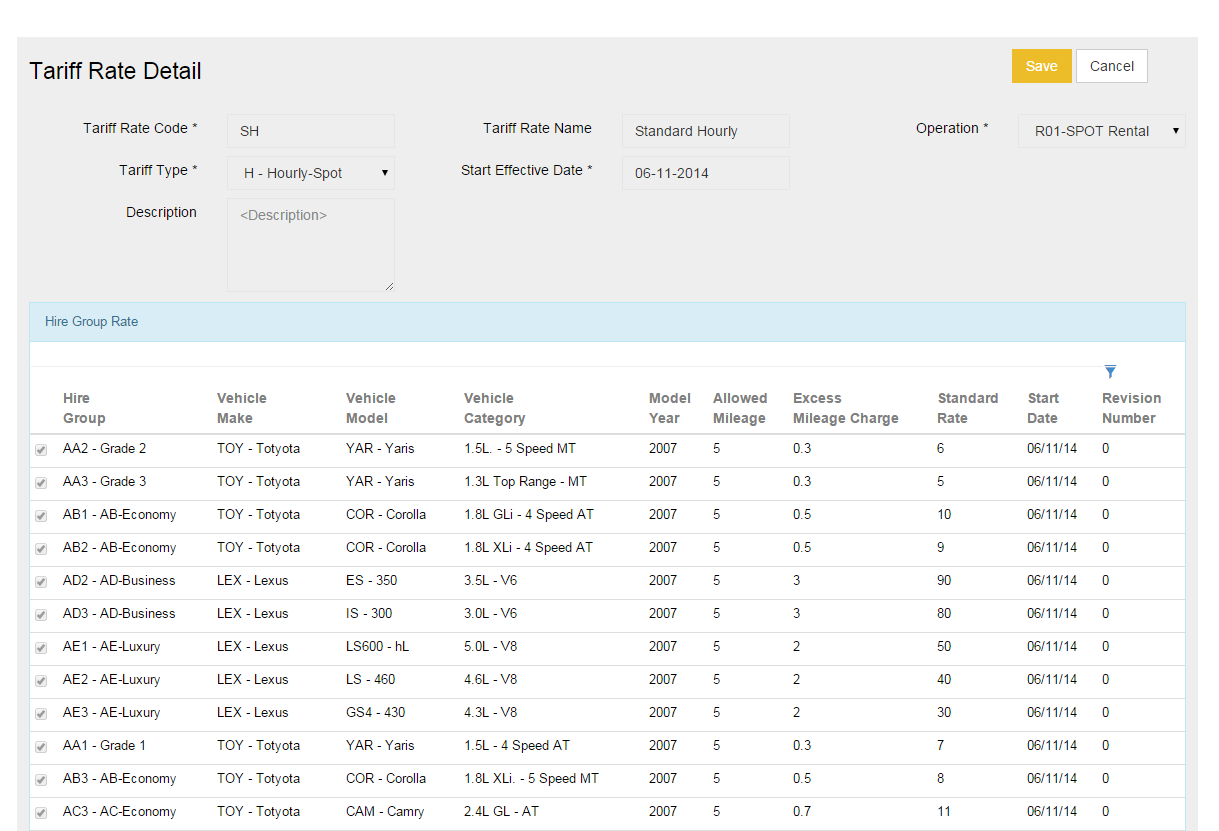 Tariff Rate Detail
Save Cancel
Tariff Rate Code * SH Tariff Rate Name Standard Hourly Operation * R01-SPOT Rental
Tariff Type * H - Hourly-Spot Start Effective Date * 06-11-2014
Description <Description>
Hire Group Rate
Hire Vehicle Vehicle Vehicle Model Allowed Excess Standard Start Revision
Group Make Model Category Year Mileage Mileage Charge Rate Date Number
AA2 - Grade 2 TOY - Totyota YAR - Yaris 1.5L. - 5 Speed MT 2007 5 0.3 6 06/11/14 0
AA3 - Grade 3 TOY - Totyota YAR - Yaris 1.3L Top Range - MT 2007 5 0.3 5 06/11/14 0
AB1 - AB-Economy TOY - Totyota COR - Corolla 1.8L GLi - 4 Speed AT 2007 5 0.5 10 06/11/14 0
AB2 - AB-Economy TOY - Totyota COR - Corolla 1.8L XLi - 4 Speed AT 2007 5 0.5 9 06/11/14 0
AD2 - AD-Business LEX - Lexus ES - 350 3.5L - V6 2007 5 3 90 06/11/14 0
AD3 - AD-Business LEX - Lexus IS - 300 3.0L - V6 2007 5 3 80 06/11/14 0
AE1 - AE-Luxury LEX - Lexus LS600 - hL 5.0L - V8 2007 5 2 50 06/11/14 0
AE2 - AE-Luxury LEX - Lexus LS - 460 4.6L - V8 2007 5 2 40 06/11/14 0
AE3 - AE-Luxury LEX - Lexus GS4 - 430 4.3L - V8 2007 5 2 30 06/11/14 0
AA1 - Grade 1 TOY - Totyota YAR - Yaris 1.5L - 4 Speed AT 2007 5 0.3 7 06/11/14 0
AB3 - AB-Economy TOY - Totyota COR - Corolla 1.8L XLi. - 5 Speed MT 2007 5 0.5 8 06/11/14 0
AC3 - AC-Economy TOY - Totyota CAM - Camry 2.4L GL - AT 2007 5 0.7 11 06/11/14 0